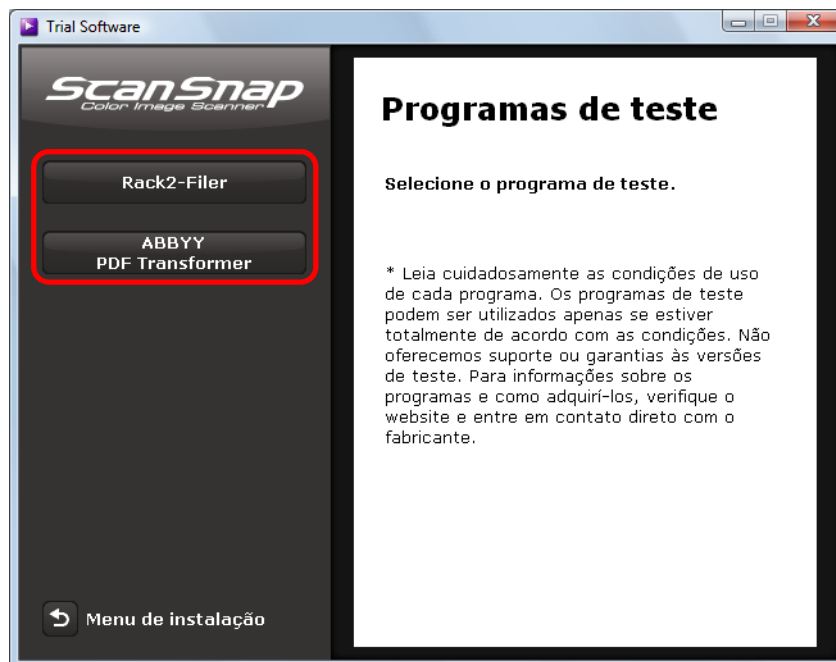 Trial Software
ScanSnap
Color Image Scanner
Rack2-Filer
ABBYY
PDF Transformer
Menu de instalação
Programas de teste
Selecione o programa de teste.
* Leia cuidadosamente as condições de uso
de cada programa. Os programas de teste
podem ser utilizados apenas se estiver
totalmente de acordo com as condições. Não
oferecemos suporte ou garantias às versões
de teste. Para informações sobre os
programas e como adquirí-los, verifique o
website e entre em contato direto com o
fabricante.